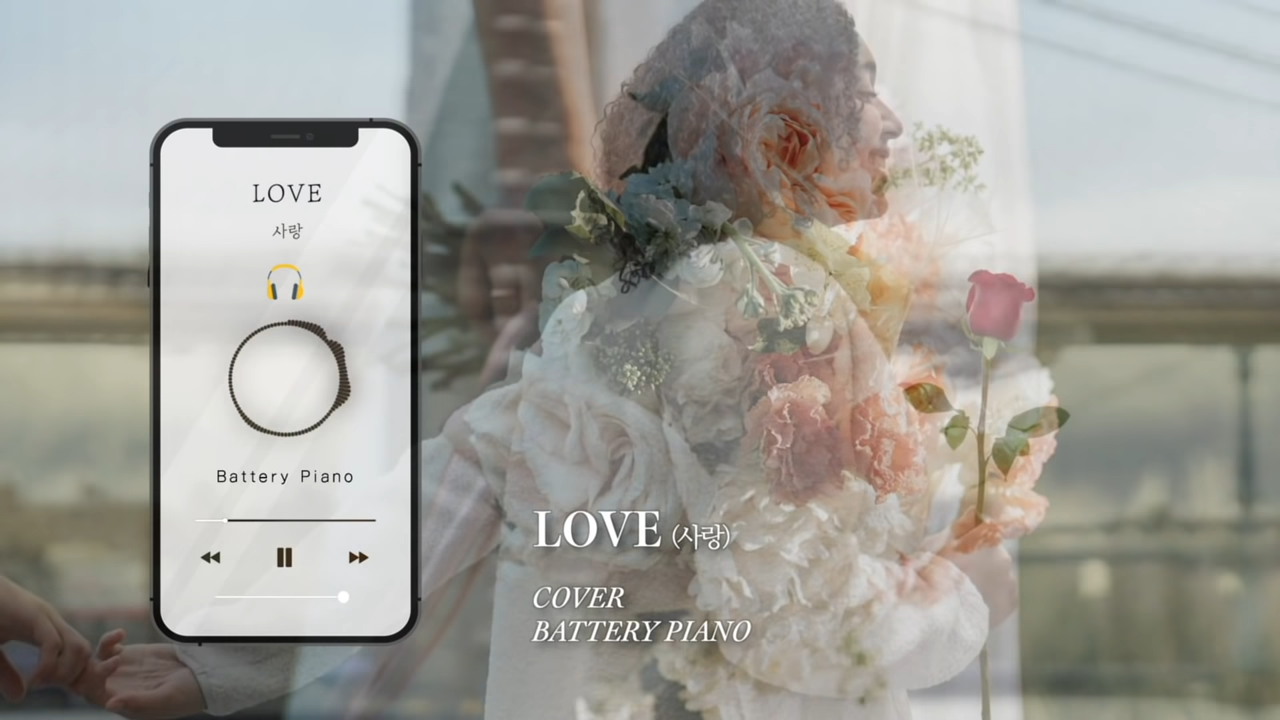 LOVE
사랑
Battery Piano
LOVE (사랑)
COVER
BATTERY PIANO